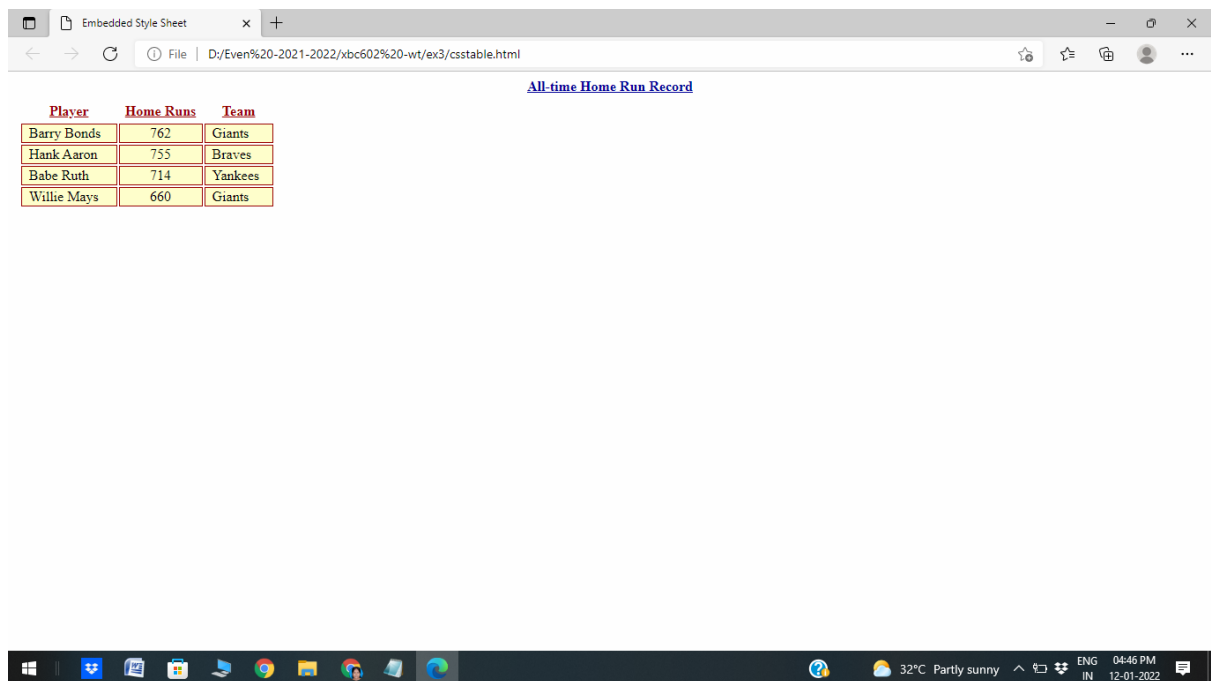 Embedded Style Sheet
File | D:/Even%20-2021-2022/xbc602%20-wt/ex3/csstable.html
All-time Home Run Record
Player Home Runs Team
Barry Bonds 762 Giants
Hank Aaron 755 Braves
Babe Ruth 714 Yankees
Willie Mays 660 Giants
32°C Partly sunny ENG 04:46 PM
IN 12-01-2022